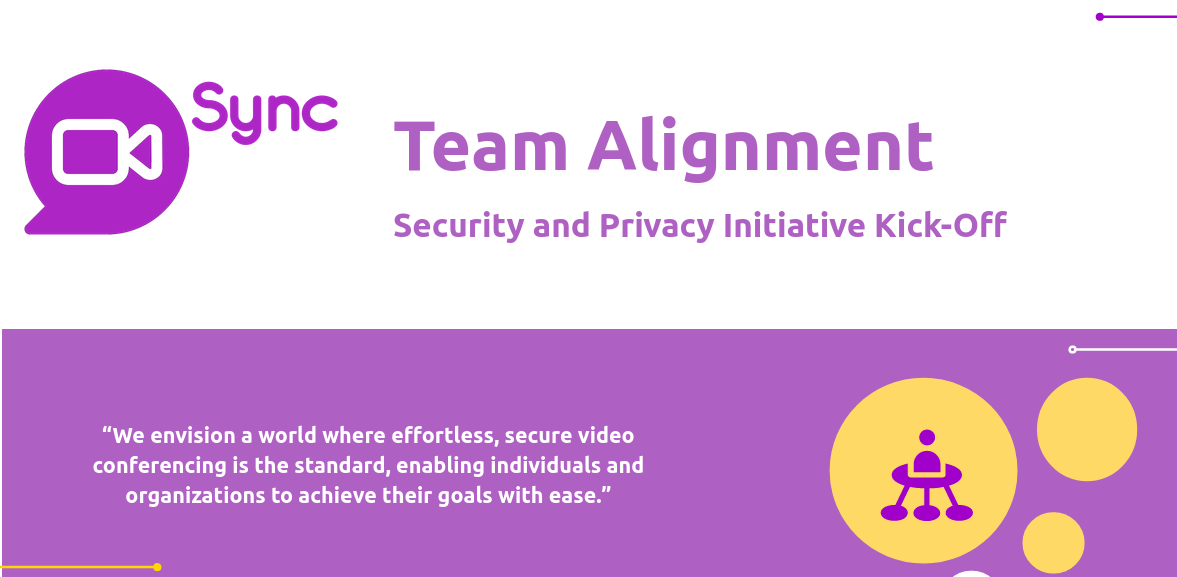 Sync
Team Alignment
Security and Privacy Initiative Kick-Off
“We envision a world where effortless, secure video
conferencing is the standard, enabling individuals and
organizations to achieve their goals with ease.”